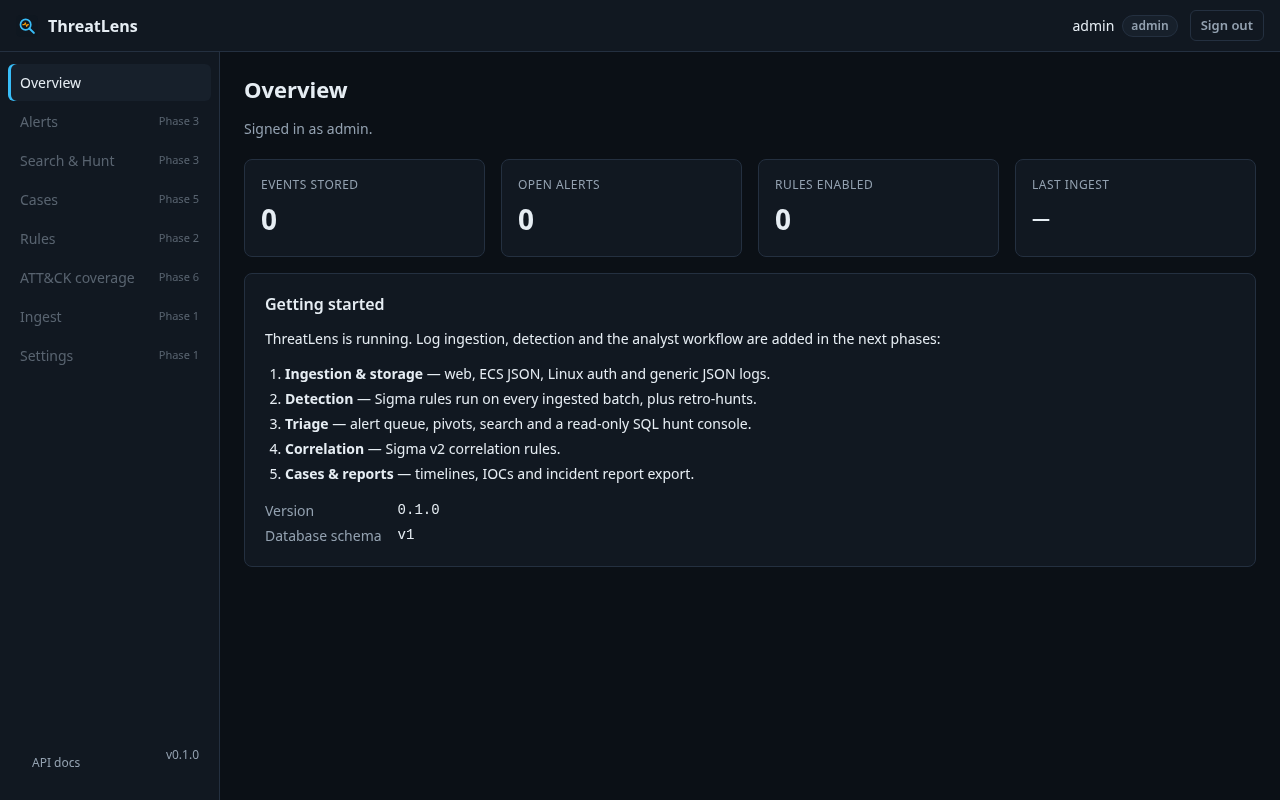 ThreatLens
admin admin Sign out
Overview
Alerts Phase 3
Search & Hunt Phase 3
Cases Phase 5
Rules Phase 2
ATT&CK coverage Phase 6
Ingest Phase 1
Settings Phase 1
API docs v0.1.0
Overview
Signed in as admin.
EVENTS STORED
0
OPEN ALERTS
0
RULES ENABLED
0
LAST INGEST
—
Getting started
ThreatLens is running. Log ingestion, detection and the analyst workflow are added in the next phases:
1. Ingestion & storage — web, ECS JSON, Linux auth and generic JSON logs.
2. Detection — Sigma rules run on every ingested batch, plus retro-hunts.
3. Triage — alert queue, pivots, search and a read-only SQL hunt console.
4. Correlation — Sigma v2 correlation rules.
5. Cases & reports — timelines, IOCs and incident report export.
Version 0.1.0
Database schema v1